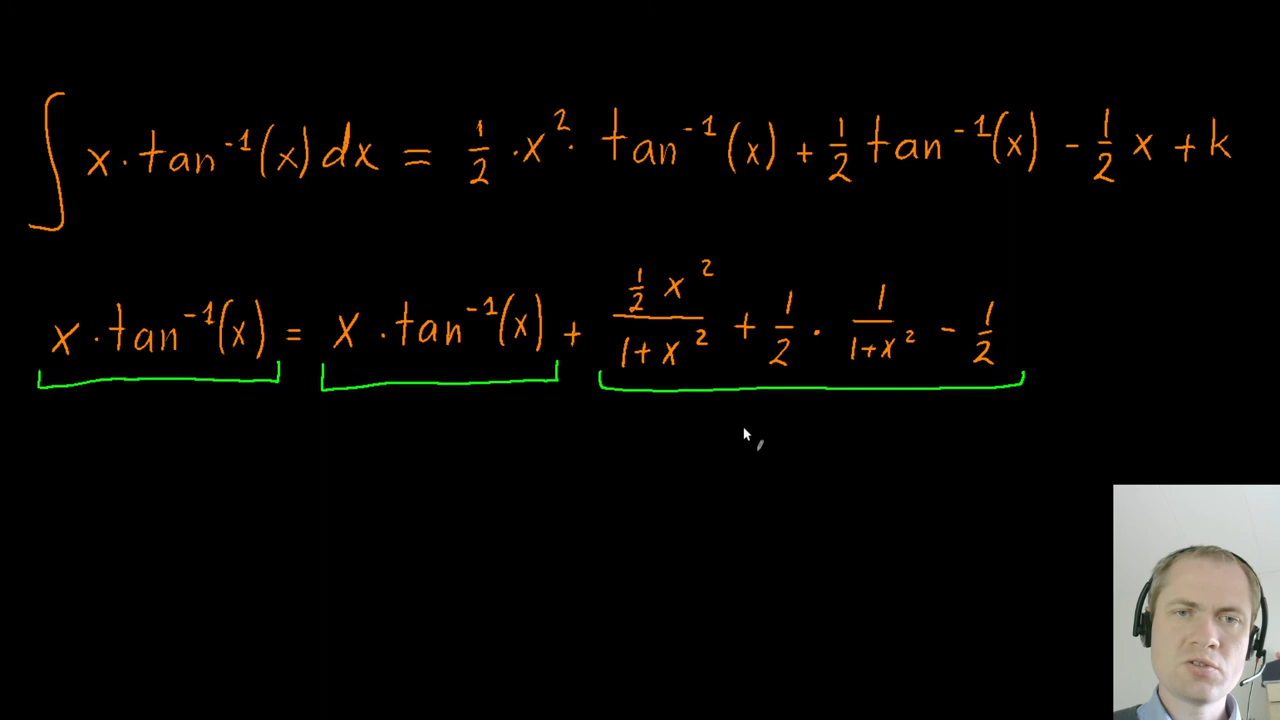 ∫ x · tan⁻¹(x) dx = 1/2 · x² · tan⁻¹(x) + 1/2 tan⁻¹(x) - 1/2 x + k
x · tan⁻¹(x) = x · tan⁻¹(x) + (1/2 x²)/(1+x²) + 1/2 · 1/(1+x²) - 1/2